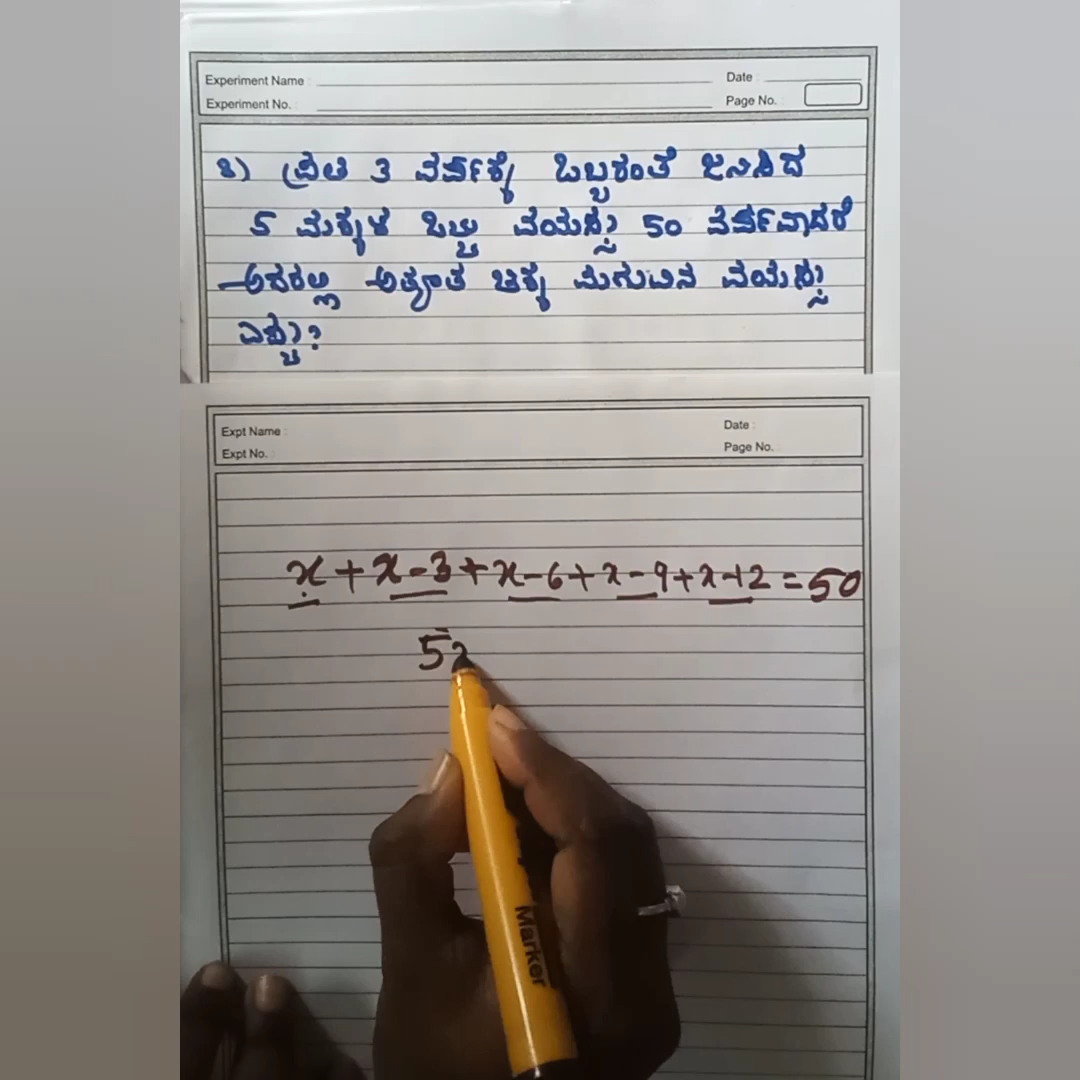 Experiment Name :
Date :
Experiment No. :
Page No. :
8) ಪ್ರತಿ 3 ವರ್ಷಕ್ಕೆ ಒಬ್ಬರಂತೆ ಜನಿಸಿದ
5 ಮಕ್ಕಳ ಒಟ್ಟು ವಯಸ್ಸು 50 ವರ್ಷವಾದರೆ
ಅದರಲ್ಲಿ ಅತ್ಯಂತ ಚಿಕ್ಕ ಮಗುವಿನ ವಯಸ್ಸು
ಎಷ್ಟು?
Expt Name :
Date :
Expt No. :
Page No. :
x + x - 3 + x - 6 + x - 9 + x - 12 = 50
5x
Marker